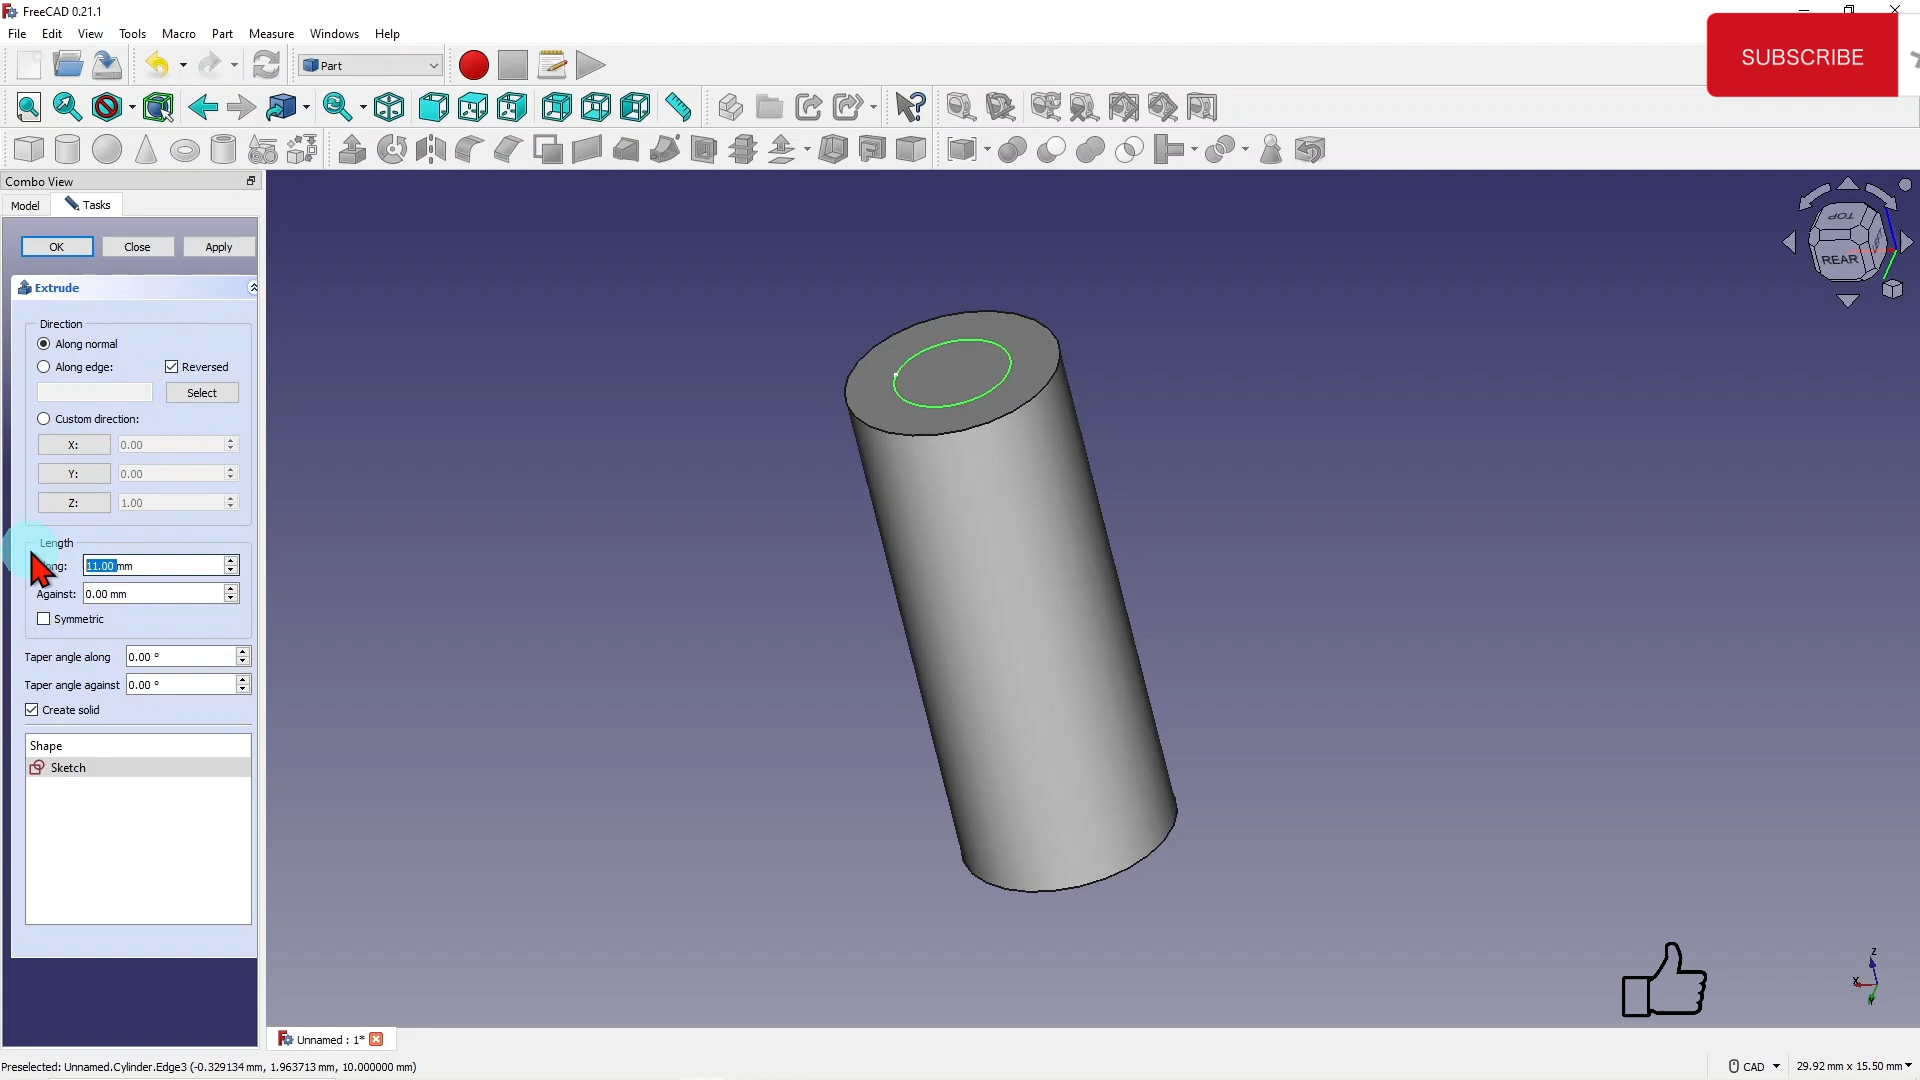 FreeCAD 0.21.1
File Edit View Tools Macro Part Measure Windows Help
SUBSCRIBE
Part
Combo View
Model Tasks
OK Close Apply
Extrude
Direction
Along normal
Along edge: Reversed
Select
Custom direction:
X: 0.00
Y: 0.00
Z: 1.00
Length
11.00 mm
Against: 0.00 mm
Symmetric
Taper angle along 0.00 °
Taper angle against 0.00 °
Create solid
Shape
Sketch
TOP
REAR
Z
X
Y
Unnamed : 1*
Preselected: Unnamed.Cylinder.Edge3 (-0.329134 mm, 1.963713 mm, 10.000000 mm)
CAD 29.92 mm x 15.50 mm